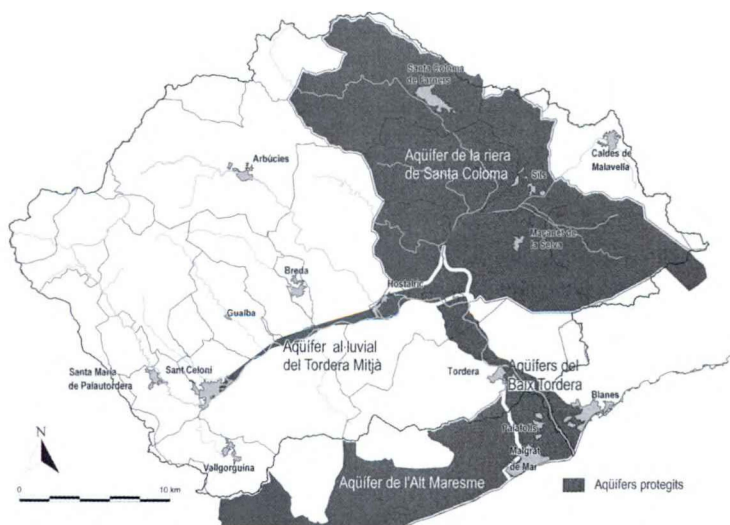 Santa Coloma
de Farners
Arbúcies
Aqüífer de la riera
de Santa Coloma
Caldes de
Malavella
Sils
Maçanet de
la Selva
Breda
Hostalric
Gualba
Aqüífer al·luvial
del Tordera Mitjà
Santa Maria
de Palautordera
Sant Celoni
Tordera
Aqüífers del
Baix Tordera
Blanes
Palafolls
Malgrat
de Mar
N
Vallgorguina
Aqüífer de l'Alt Maresme
Aqüífers protegits
0
10 km